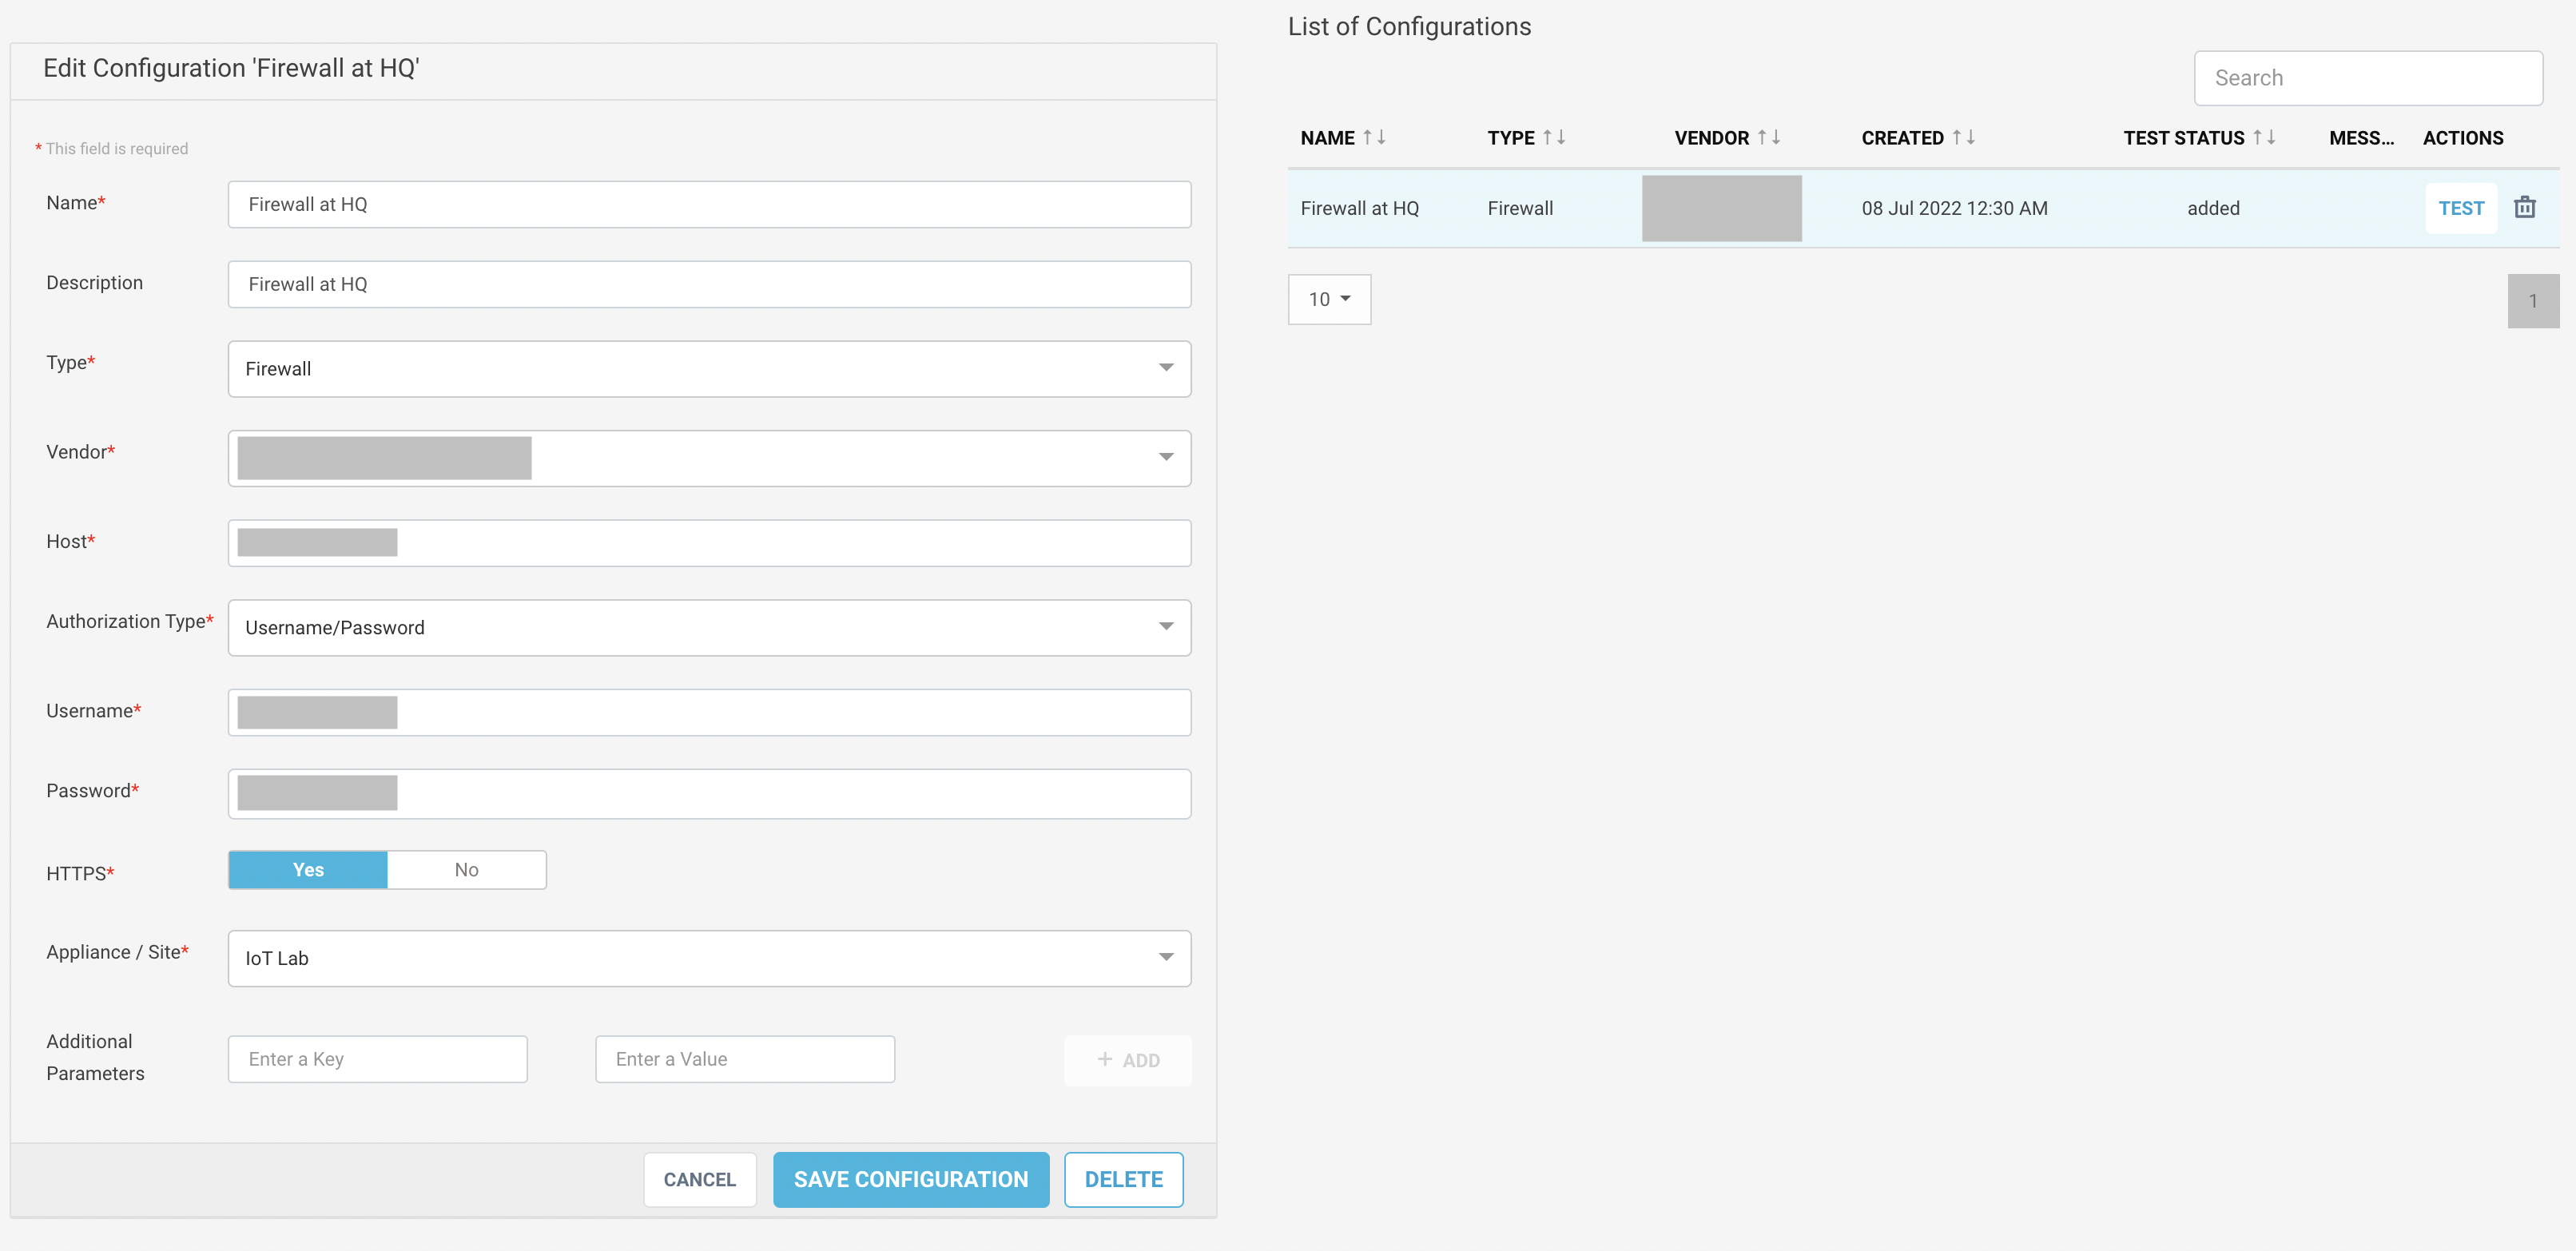 Edit Configuration 'Firewall at HQ'
* This field is required
Name*
Firewall at HQ
Description
Firewall at HQ
Type*
Firewall
Vendor*
Host*
Authorization Type*
Username/Password
Username*
Password*
HTTPS*
Yes No
Appliance / Site*
IoT Lab
Additional
Parameters
Enter a Key
Enter a Value
+ ADD
CANCEL SAVE CONFIGURATION DELETE
List of Configurations
Search
NAME ↑↓ TYPE ↑↓ VENDOR ↑↓ CREATED ↑↓ TEST STATUS ↑↓ MESS... ACTIONS
Firewall at HQ Firewall 08 Jul 2022 12:30 AM added TEST
10
1